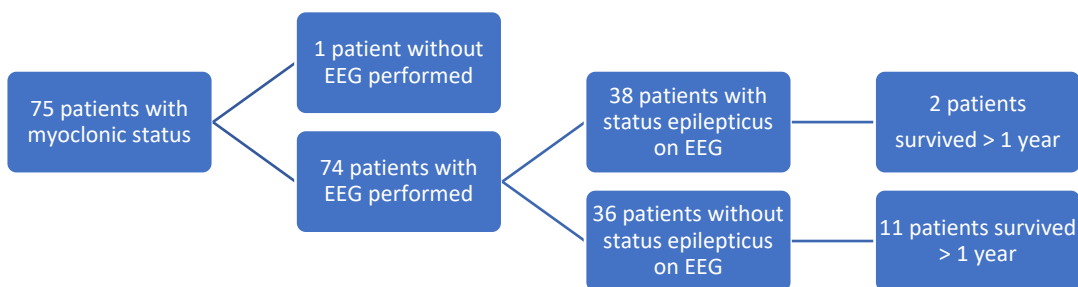 1 patient without
EEG performed
75 patients with
myoclonic status
74 patients with
EEG performed
38 patients with
status epilepticus
on EEG
2 patients
survived > 1 year
36 patients without
status epilepticus
on EEG
11 patients survived
> 1 year